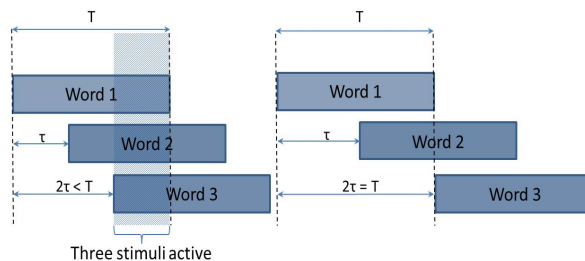 T
T
Word 1
Word 1
τ
Word 2
τ
Word 2
2τ < T
Word 3
2τ = T
Word 3
Three stimuli active